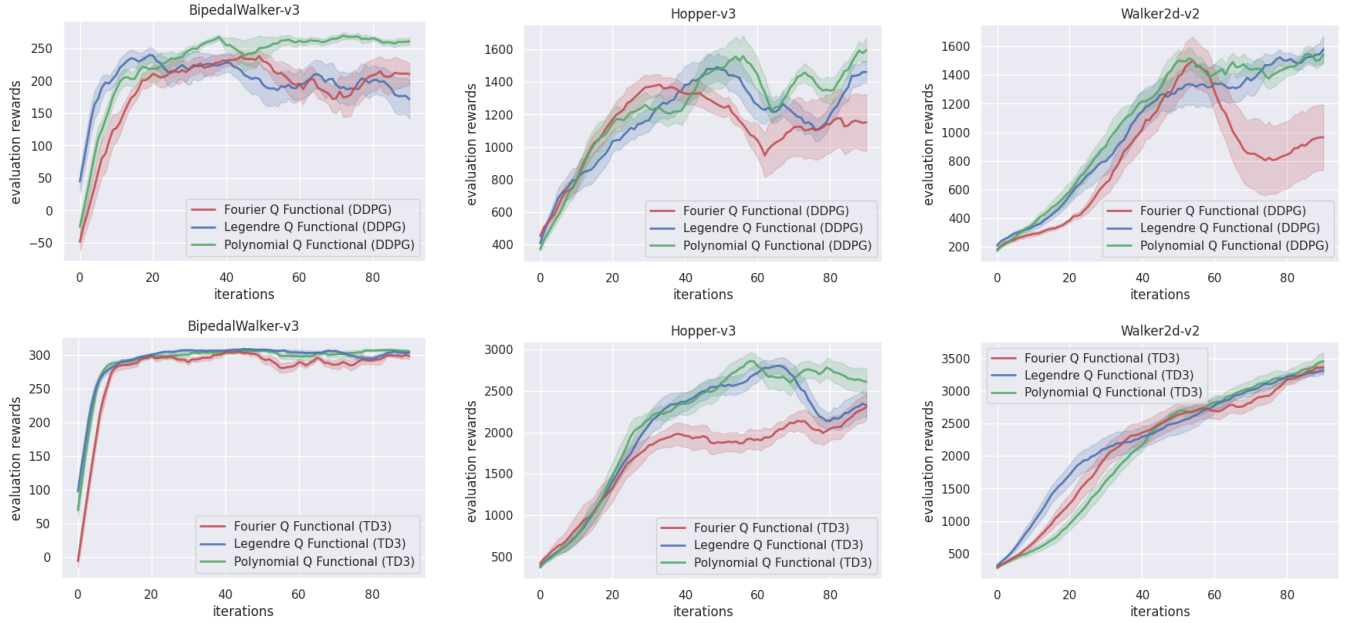 BipedalWalker-v3
evaluation rewards
250
200
150
100
50
0
−50
0 20 40 60 80
iterations
Fourier Q Functional (DDPG)
Legendre Q Functional (DDPG)
Polynomial Q Functional (DDPG)
Hopper-v3
evaluation rewards
1600
1400
1200
1000
800
600
400
0 20 40 60 80
iterations
Fourier Q Functional (DDPG)
Legendre Q Functional (DDPG)
Polynomial Q Functional (DDPG)
Walker2d-v2
evaluation rewards
1600
1400
1200
1000
800
600
400
200
0 20 40 60 80
iterations
Fourier Q Functional (DDPG)
Legendre Q Functional (DDPG)
Polynomial Q Functional (DDPG)
BipedalWalker-v3
evaluation rewards
300
250
200
150
100
50
0
0 20 40 60 80
iterations
Fourier Q Functional (TD3)
Legendre Q Functional (TD3)
Polynomial Q Functional (TD3)
Hopper-v3
evaluation rewards
3000
2500
2000
1500
1000
500
0 20 40 60 80
iterations
Fourier Q Functional (TD3)
Legendre Q Functional (TD3)
Polynomial Q Functional (TD3)
Walker2d-v2
evaluation rewards
3500
3000
2500
2000
1500
1000
500
0 20 40 60 80
iterations
Fourier Q Functional (TD3)
Legendre Q Functional (TD3)
Polynomial Q Functional (TD3)